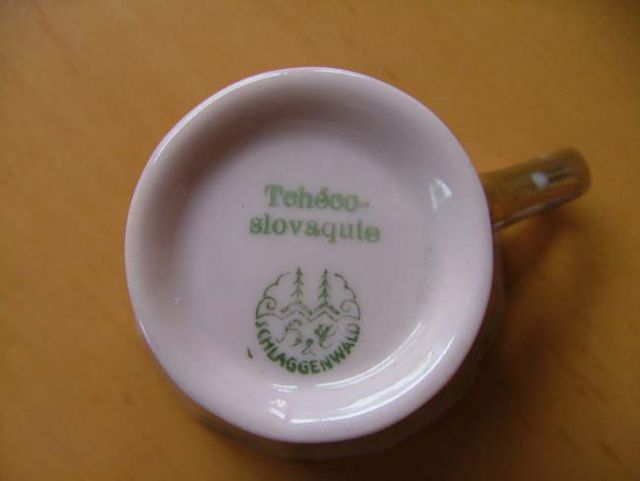 Tchéco-
slovaquie
H & C
SCHLAGGENWALD